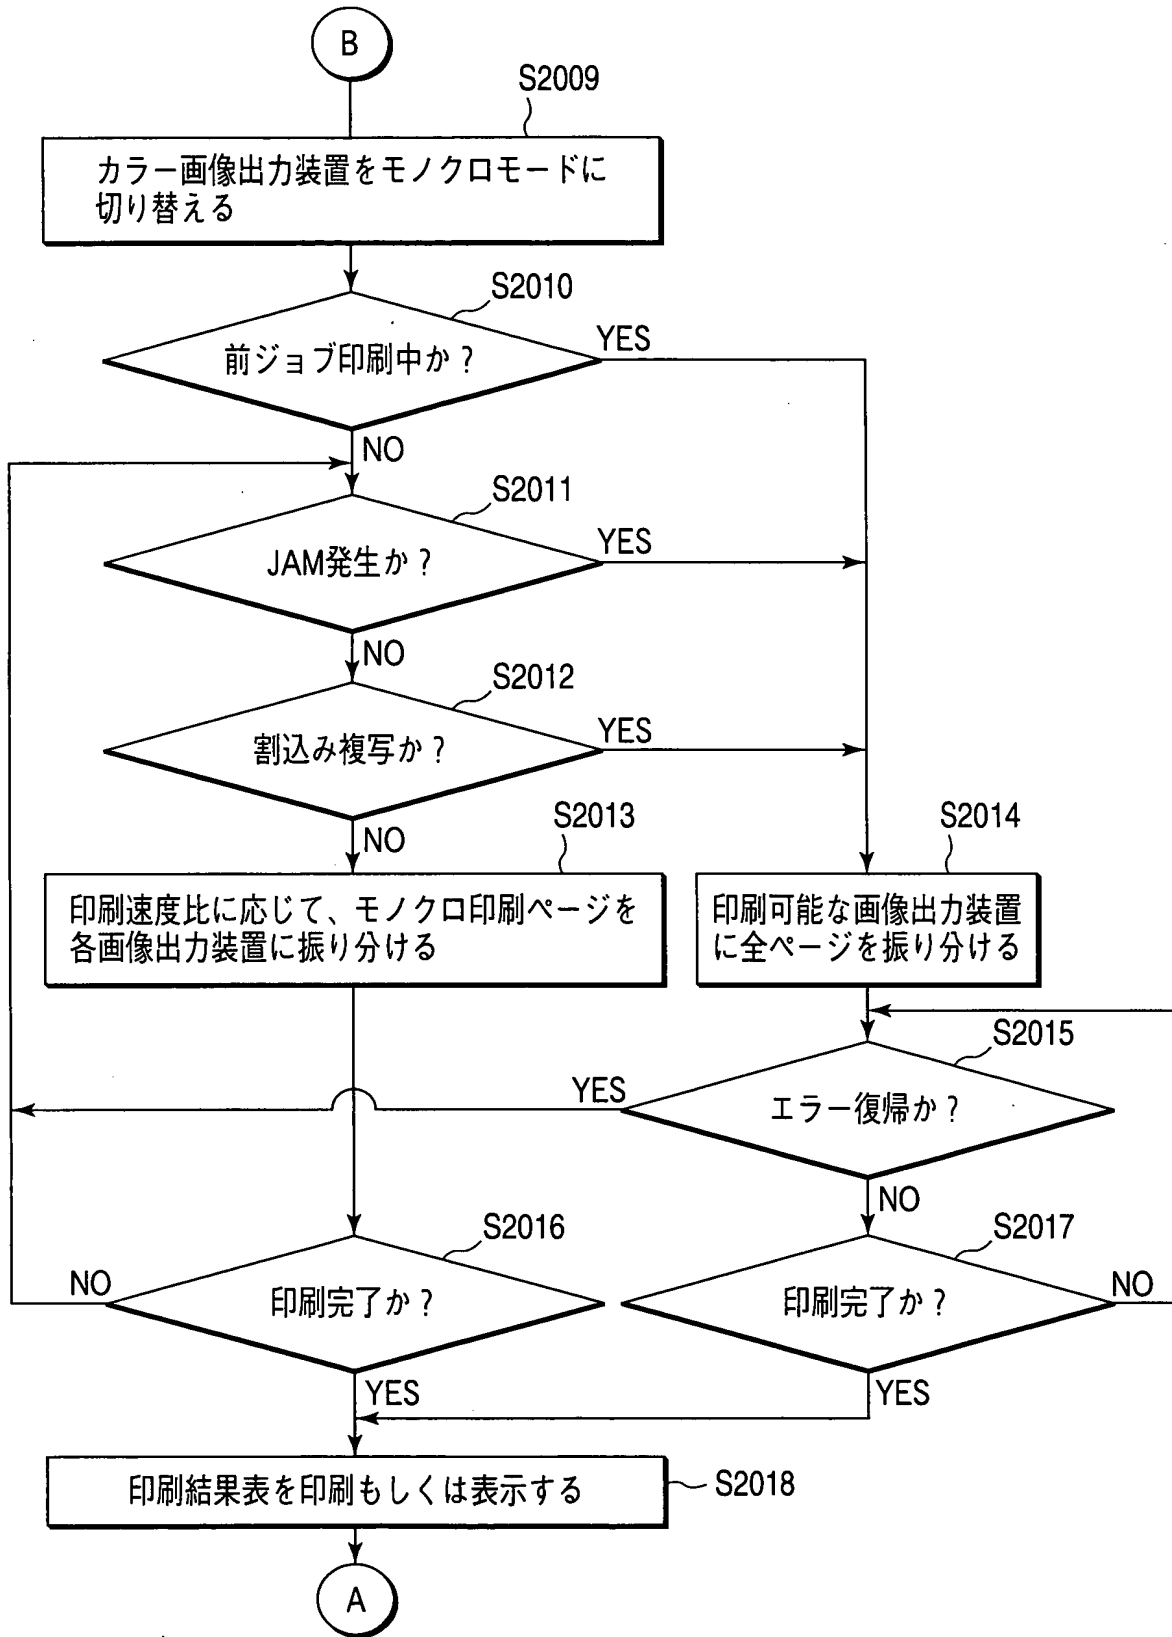 B
S2009
カラー画像出力装置をモノクロモードに
切り替える
S2010
前ジョブ印刷中か？
YES
NO
S2011
JAM発生か？
YES
NO
S2012
割込み複写か？
YES
NO
S2013
印刷速度比に応じて、モノクロ印刷ページを
各画像出力装置に振り分ける
S2014
印刷可能な画像出力装置
に全ページを振り分ける
S2015
エラー復帰か？
YES
NO
S2016
印刷完了か？
NO
YES
S2017
印刷完了か？
NO
YES
印刷結果表を印刷もしくは表示する
S2018
A